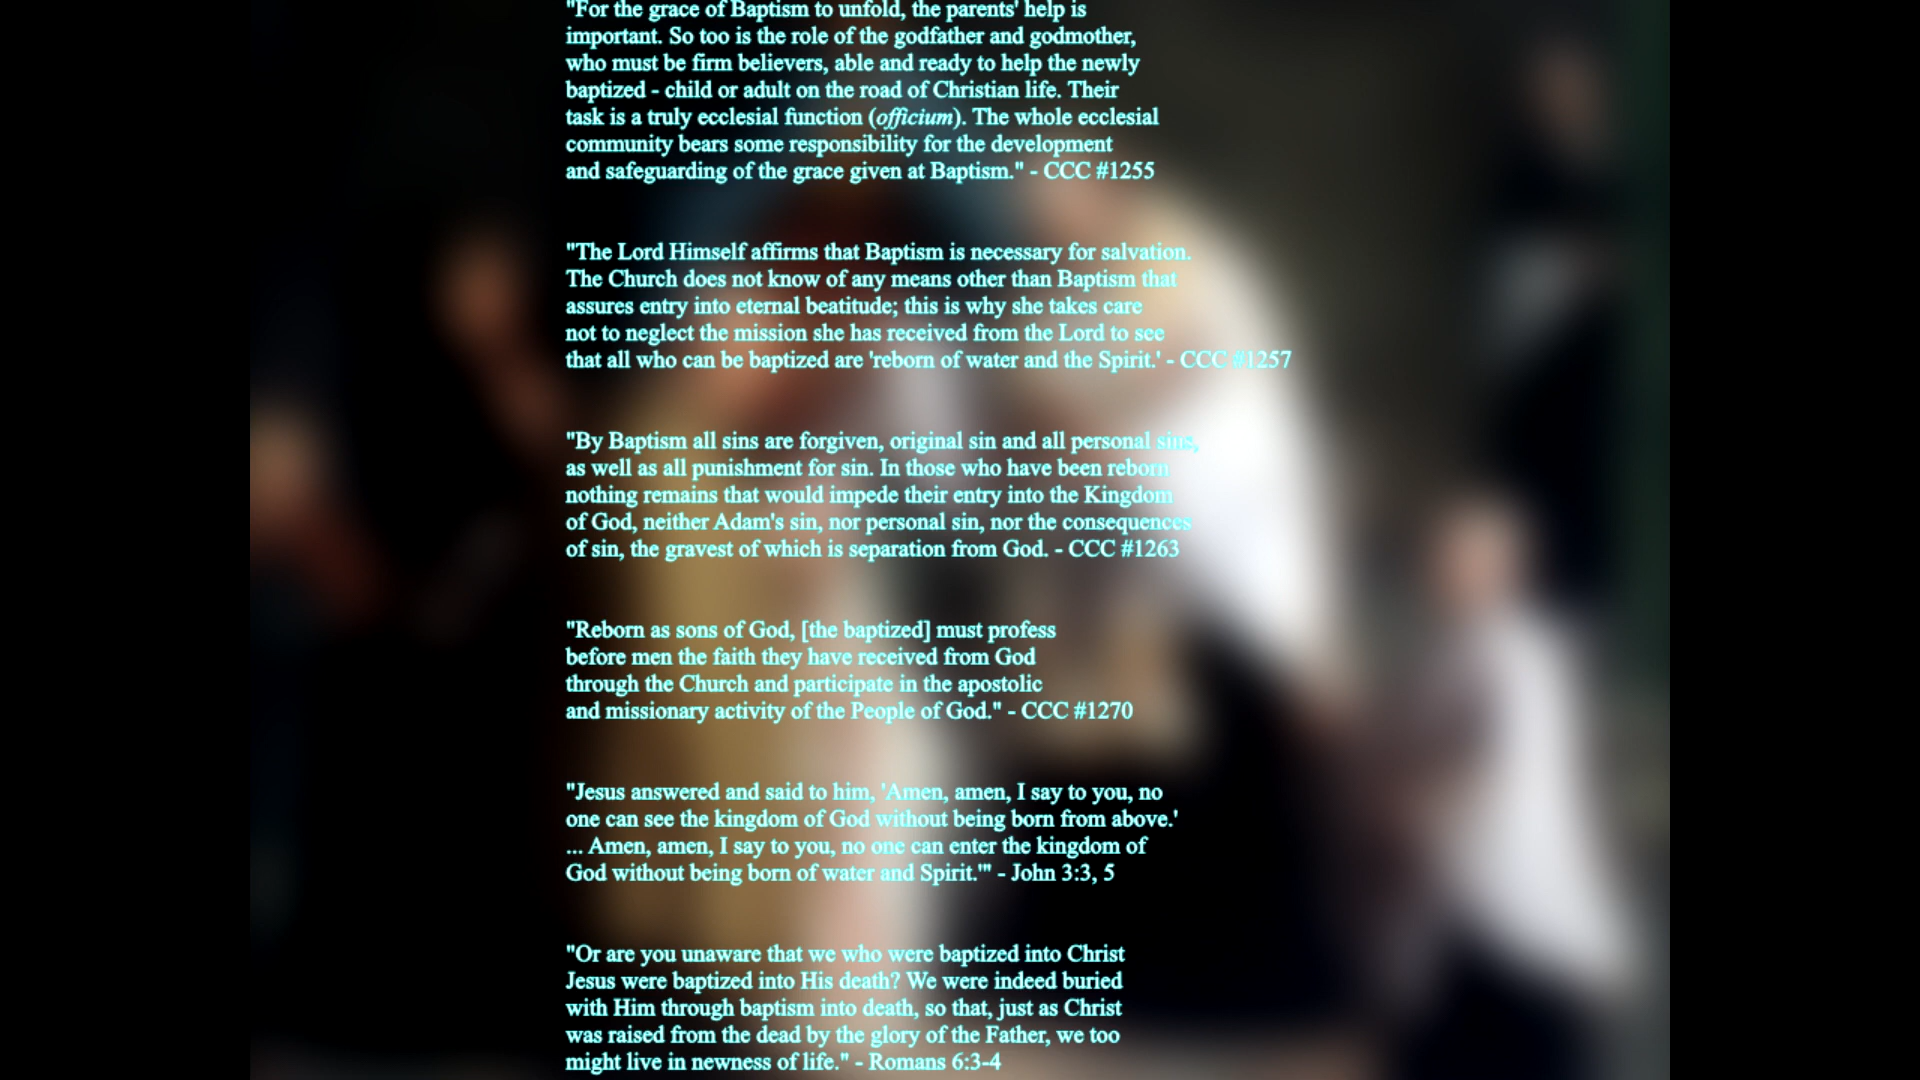 "For the grace of Baptism to unfold, the parents' help is
important. So too is the role of the godfather and godmother,
who must be firm believers, able and ready to help the newly
baptized - child or adult on the road of Christian life. Their
task is a truly ecclesial function (officium). The whole ecclesial
community bears some responsibility for the development
and safeguarding of the grace given at Baptism." - CCC #1255
"The Lord Himself affirms that Baptism is necessary for salvation.
The Church does not know of any means other than Baptism that
assures entry into eternal beatitude; this is why she takes care
not to neglect the mission she has received from the Lord to see
that all who can be baptized are 'reborn of water and the Spirit.' - CCC #1257
"By Baptism all sins are forgiven, original sin and all personal sins,
as well as all punishment for sin. In those who have been reborn
nothing remains that would impede their entry into the Kingdom
of God, neither Adam's sin, nor personal sin, nor the consequences
of sin, the gravest of which is separation from God. - CCC #1263
"Reborn as sons of God, [the baptized] must profess
before men the faith they have received from God
through the Church and participate in the apostolic
and missionary activity of the People of God." - CCC #1270
"Jesus answered and said to him, 'Amen, amen, I say to you, no
one can see the kingdom of God without being born from above.'
... Amen, amen, I say to you, no one can enter the kingdom of
God without being born of water and Spirit.'" - John 3:3, 5
"Or are you unaware that we who were baptized into Christ
Jesus were baptized into His death? We were indeed buried
with Him through baptism into death, so that, just as Christ
was raised from the dead by the glory of the Father, we too
might live in newness of life." - Romans 6:3-4